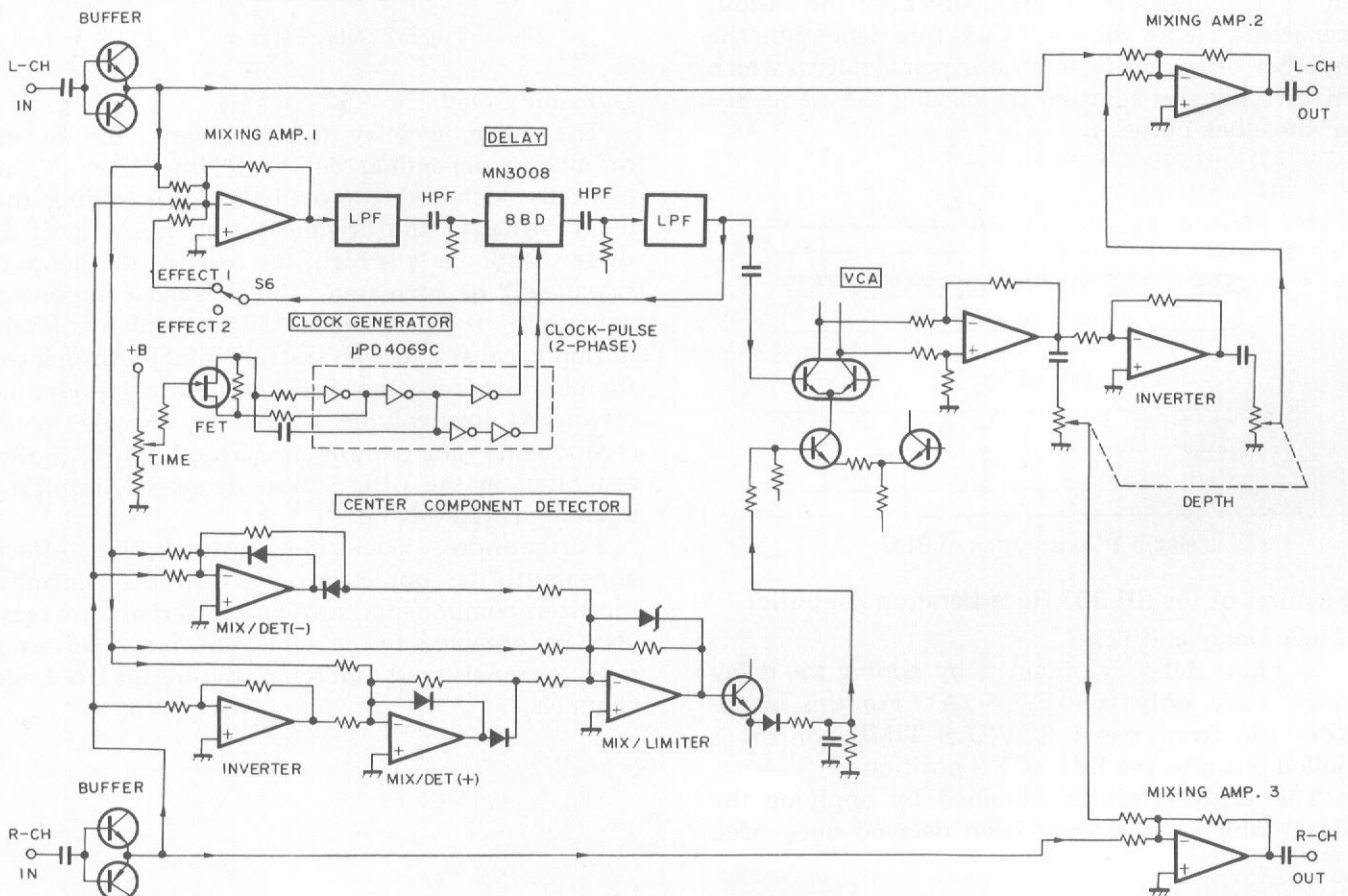 BUFFER
L-CH
IN
MIXING AMP. 1
DELAY
MN3008
LPF
HPF
BBD
HPF
LPF
EFFECT 1
S6
EFFECT 2
CLOCK GENERATOR
μPD4069C
CLOCK-PULSE
(2-PHASE)
+B
FET
TIME
CENTER COMPONENT DETECTOR
MIX/DET(-)
INVERTER
MIX/DET(+)
MIX/LIMITER
VCA
INVERTER
DEPTH
MIXING AMP.2
L-CH
OUT
BUFFER
R-CH
IN
MIXING AMP. 3
R-CH
OUT